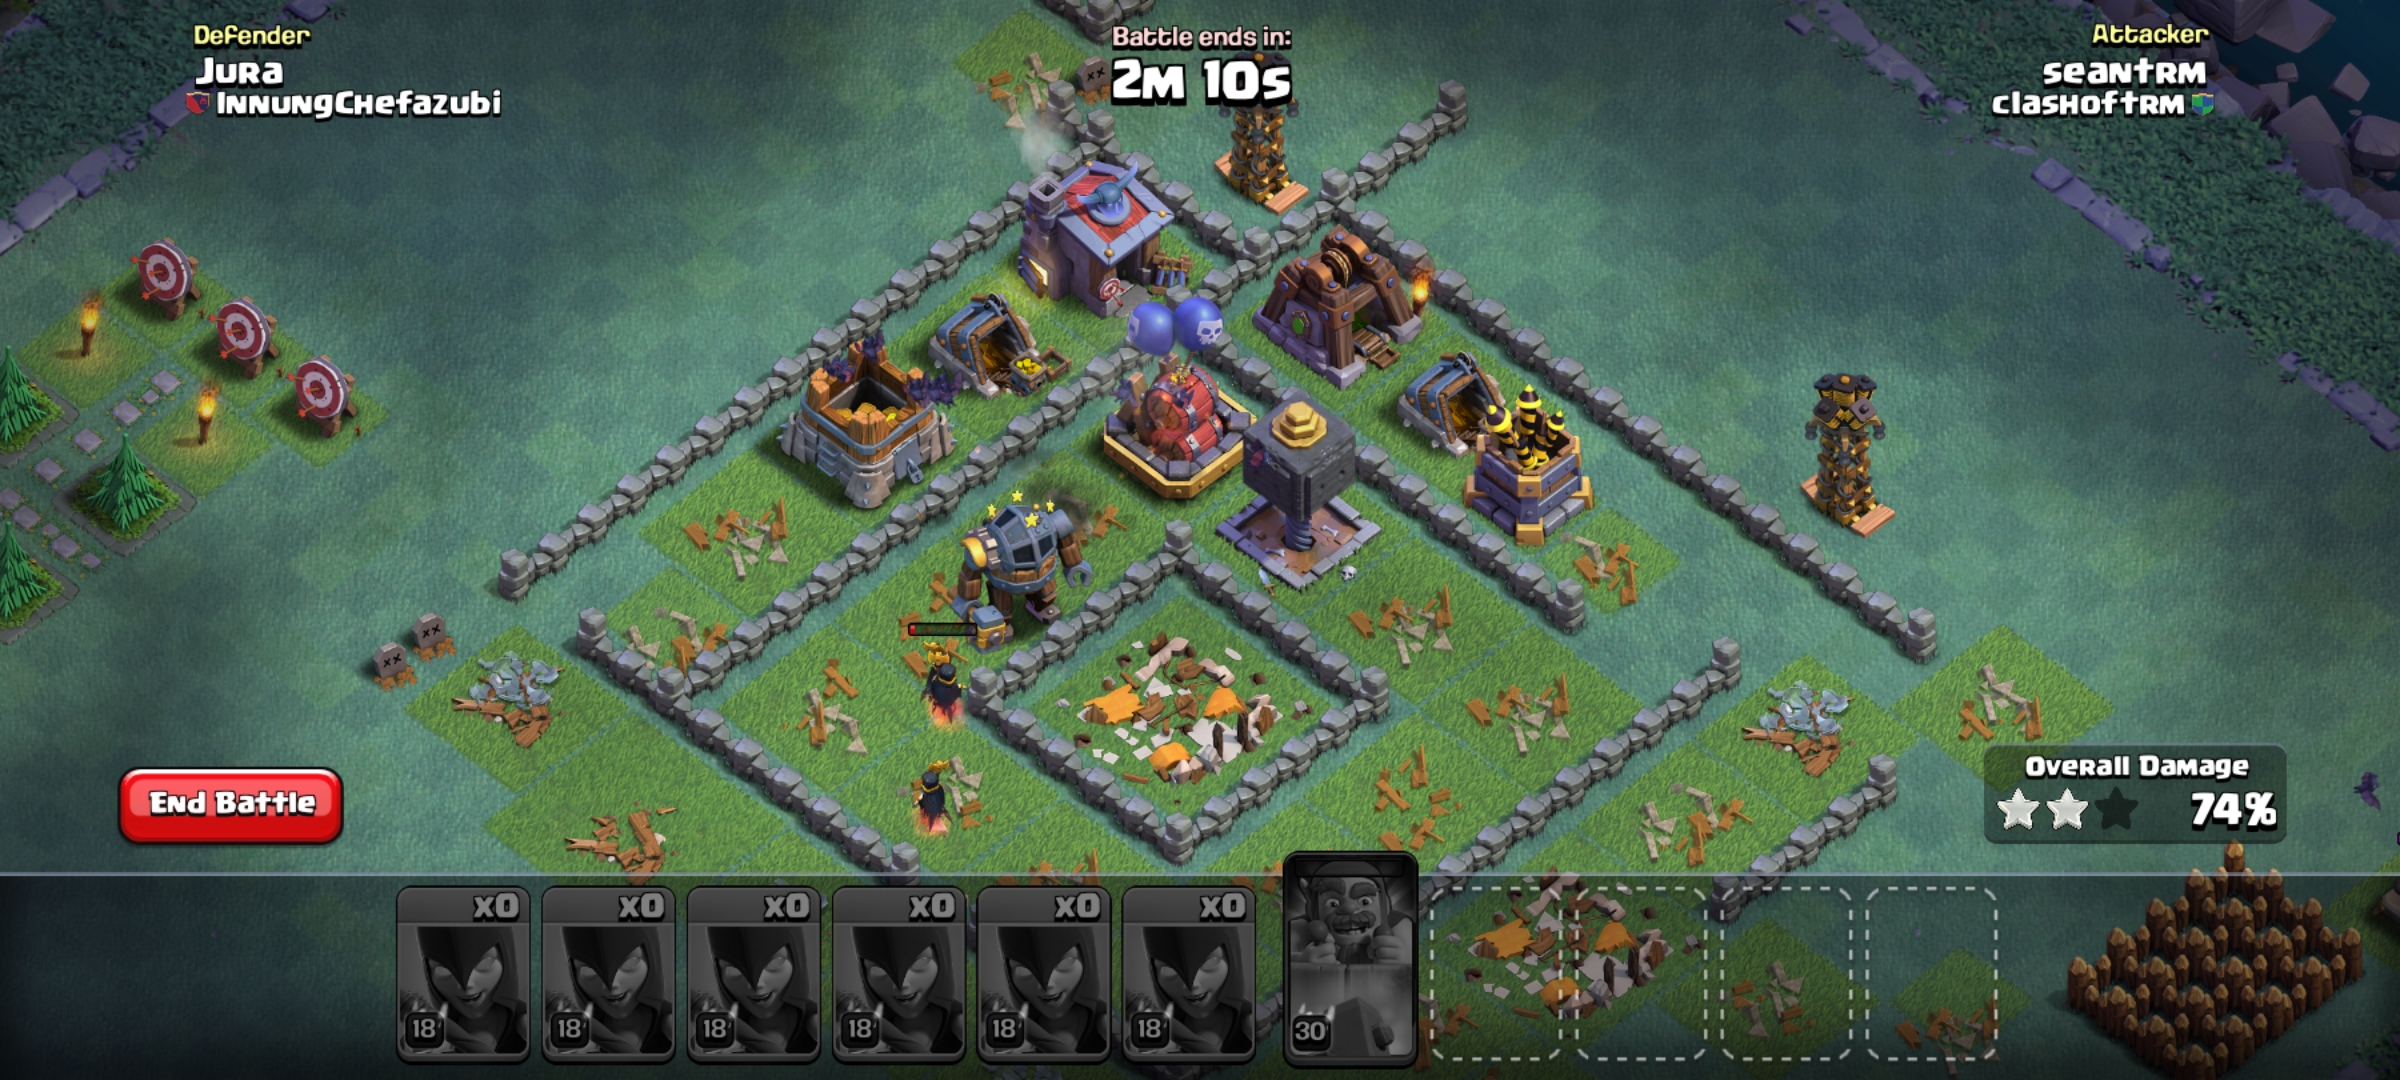 Defender
Jura
InnungChefazubi
Battle ends in:
2m 10s
Attacker
seantrm
clashoftrm
End Battle
Overall Damage
74%
x0
x0
x0
x0
x0
x0
18
18
18
18
18
18
30